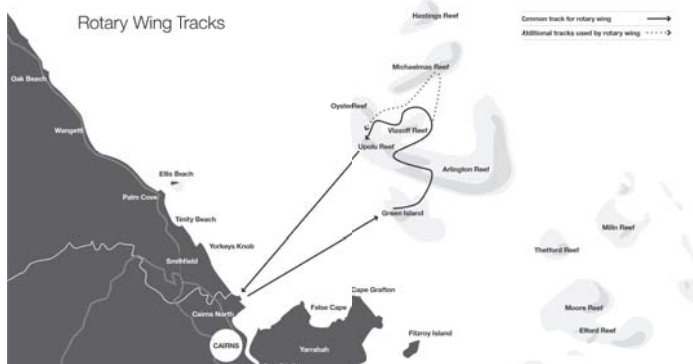 Rotary Wing Tracks
Hastings Reef
Common track for rotary wing
Additional tracks used by rotary wing
Michaelmas Reef
Oak Beach
OysterReef
Wangetti
Vlasoff Reef
Upolu Reef
Ellis Beach
Arlington Reef
Palm Cove
Green Island
Trinity Beach
Milln Reef
Yorkeys Knob
Thetford Reef
Smithfield
Cape Grafton
Cairns North
False Cape
Moore Reef
Elford Reef
Fitzroy Island
CAIRNS
Yarrabah